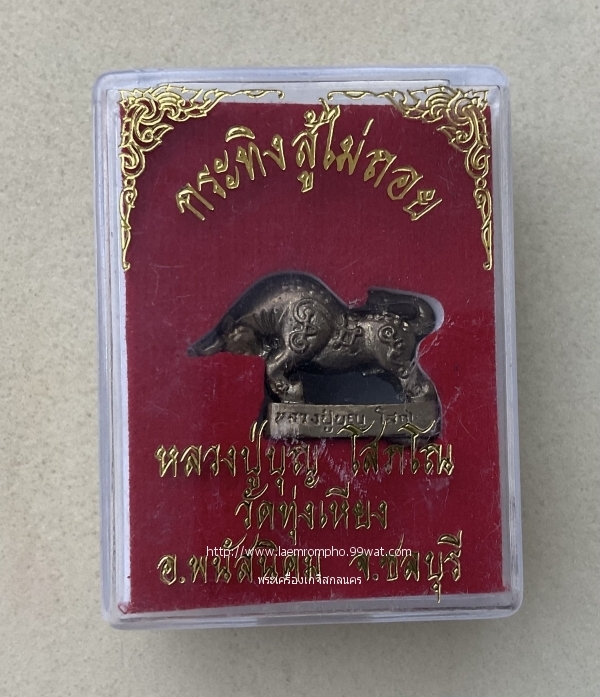 กระทิงสู้ไม่ถอย
หลวงปู่บุญ โส
หลวงปู่บุญ โสภโณ
วัดทุ่งเหียง
http://www.laemrompho.99wat.com
อ.พนัสนิคม จ.ชลบุรี
พระเครื่องเกจิสกลนคร